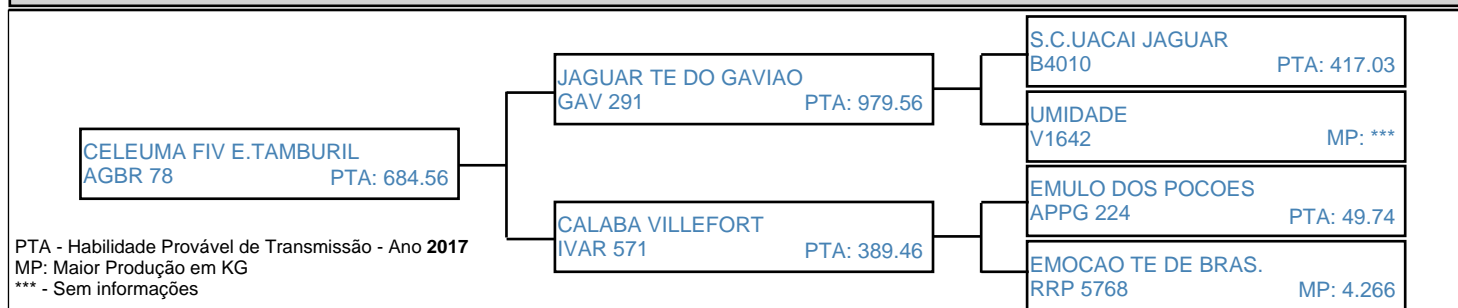 S.C.UACAI JAGUAR
B4010 PTA: 417.03
JAGUAR TE DO GAVIAO
GAV 291 PTA: 979.56
UMIDADE
V1642 MP: ***
CELEUMA FIV E.TAMBURIL
AGBR 78 PTA: 684.56
EMULO DOS POCOES
APPG 224 PTA: 49.74
CALABA VILLEFORT
IVAR 571 PTA: 389.46
EMOCAO TE DE BRAS.
RRP 5768 MP: 4.266
PTA - Habilidade Provável de Transmissão - Ano 2017
MP: Maior Produção em KG
*** - Sem informações